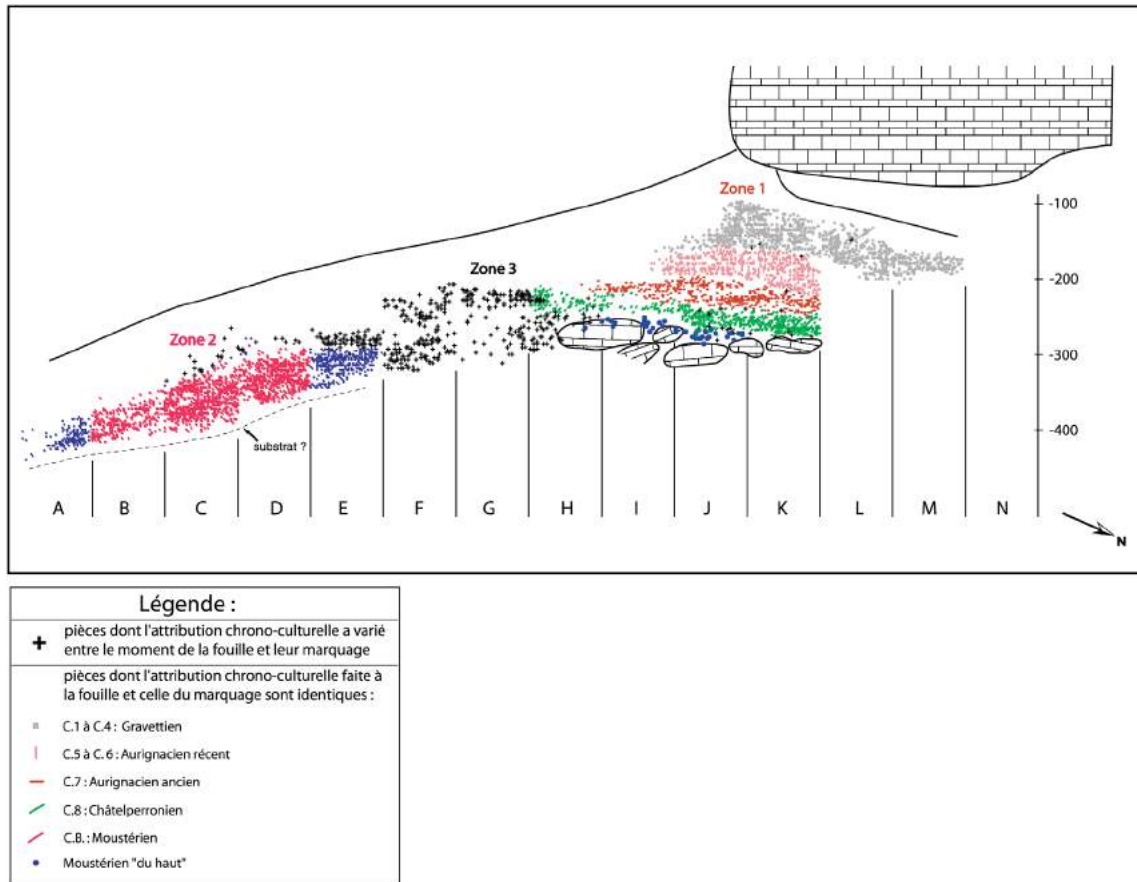 Zone 1
-100
Zone 3
-200
Zone 2
-300
substrat ?
-400
A B C D E F G H I J K L M N
N
Légende :
+ pièces dont l'attribution chrono-culturelle a varié
entre le moment de la fouille et leur marquage
pièces dont l'attribution chrono-culturelle faite à
la fouille et celle du marquage sont identiques :
C.1 à C.4 : Gravettien
C.5 à C. 6 : Aurignacien récent
C.7 : Aurignacien ancien
C.8 : Châtelperronien
C.B. : Moustérien
Moustérien "du haut"